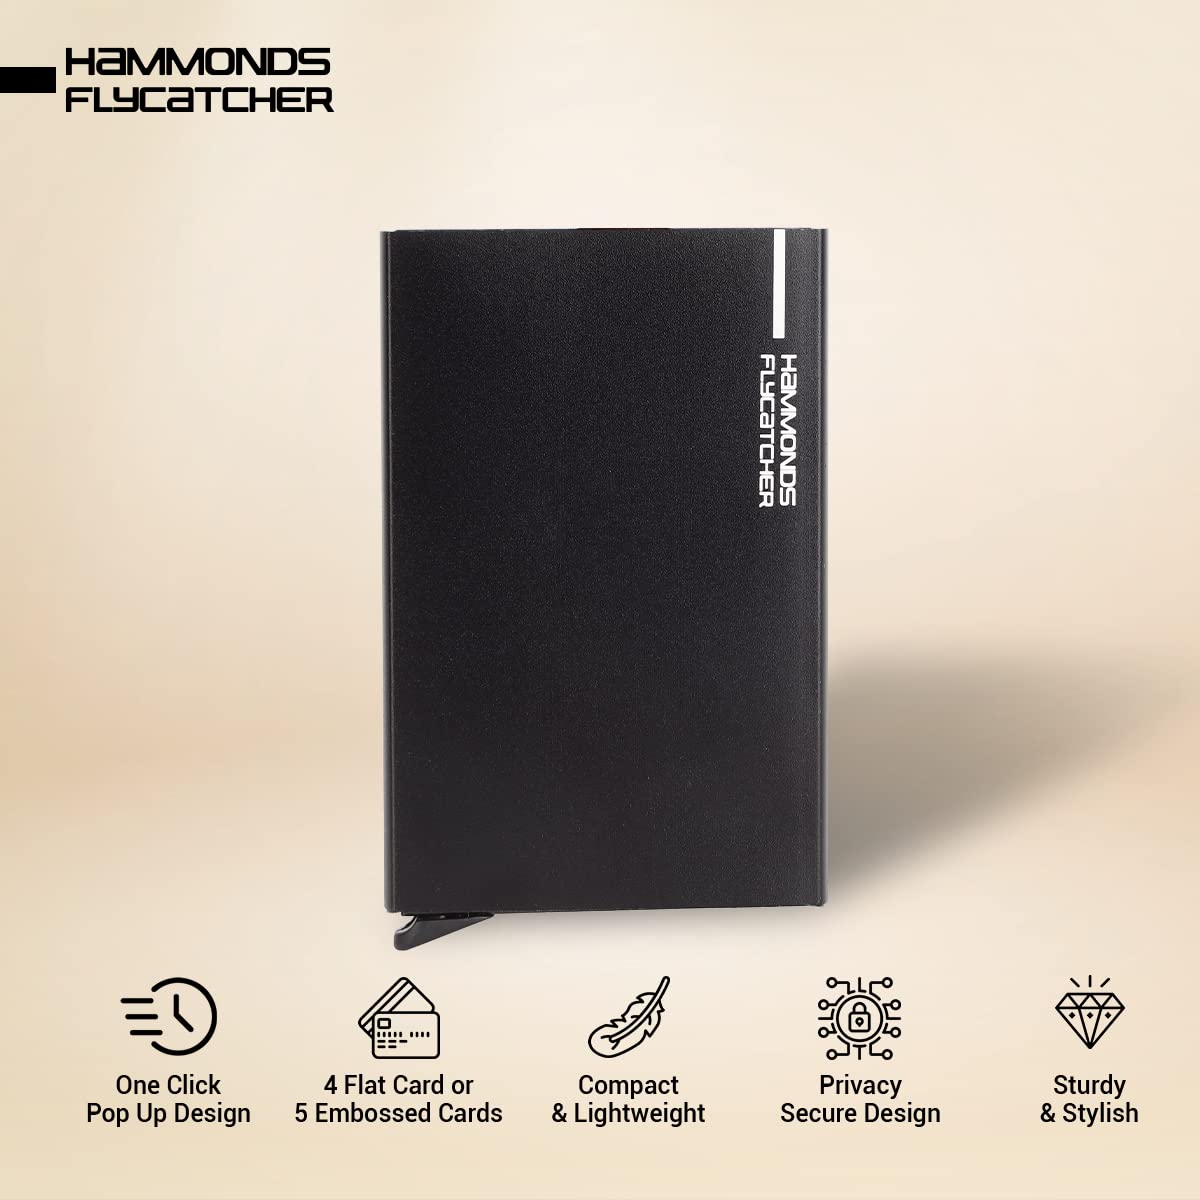 HAMMONDS
FLYCATCHER
HAMMONDS
FLYCATCHER
One Click
Pop Up Design
4 Flat Card or
5 Embossed Cards
Compact
& Lightweight
Privacy
Secure Design
Sturdy
& Stylish